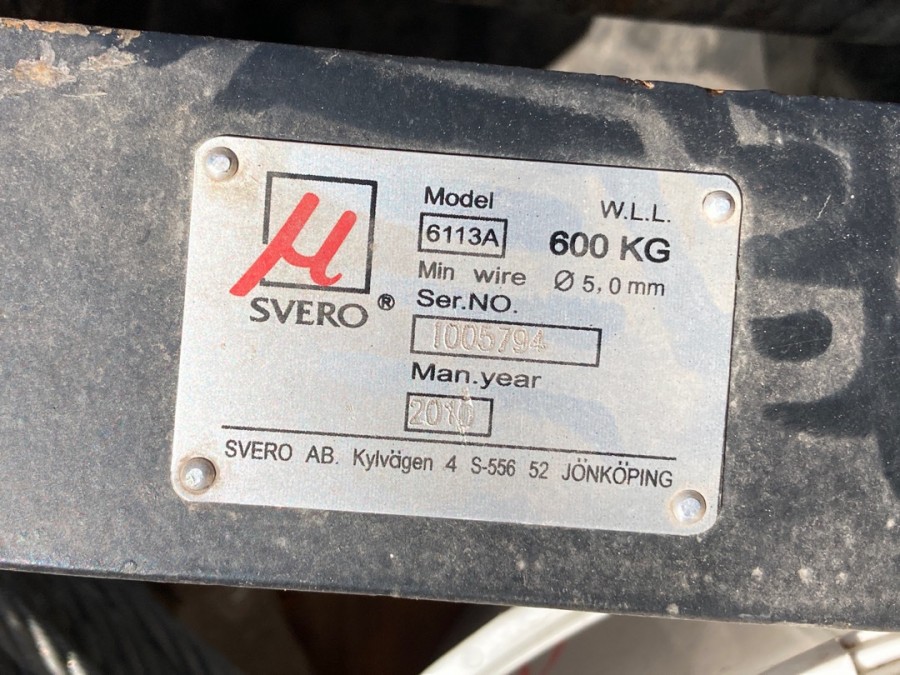 μ
SVERO ®
Model
6113A
W.L.L.
600 KG
Min wire Ø 5,0 mm
Ser.NO.
1005794
Man.year
2010
SVERO AB. Kylvägen 4 S-556 52 JÖNKÖPING